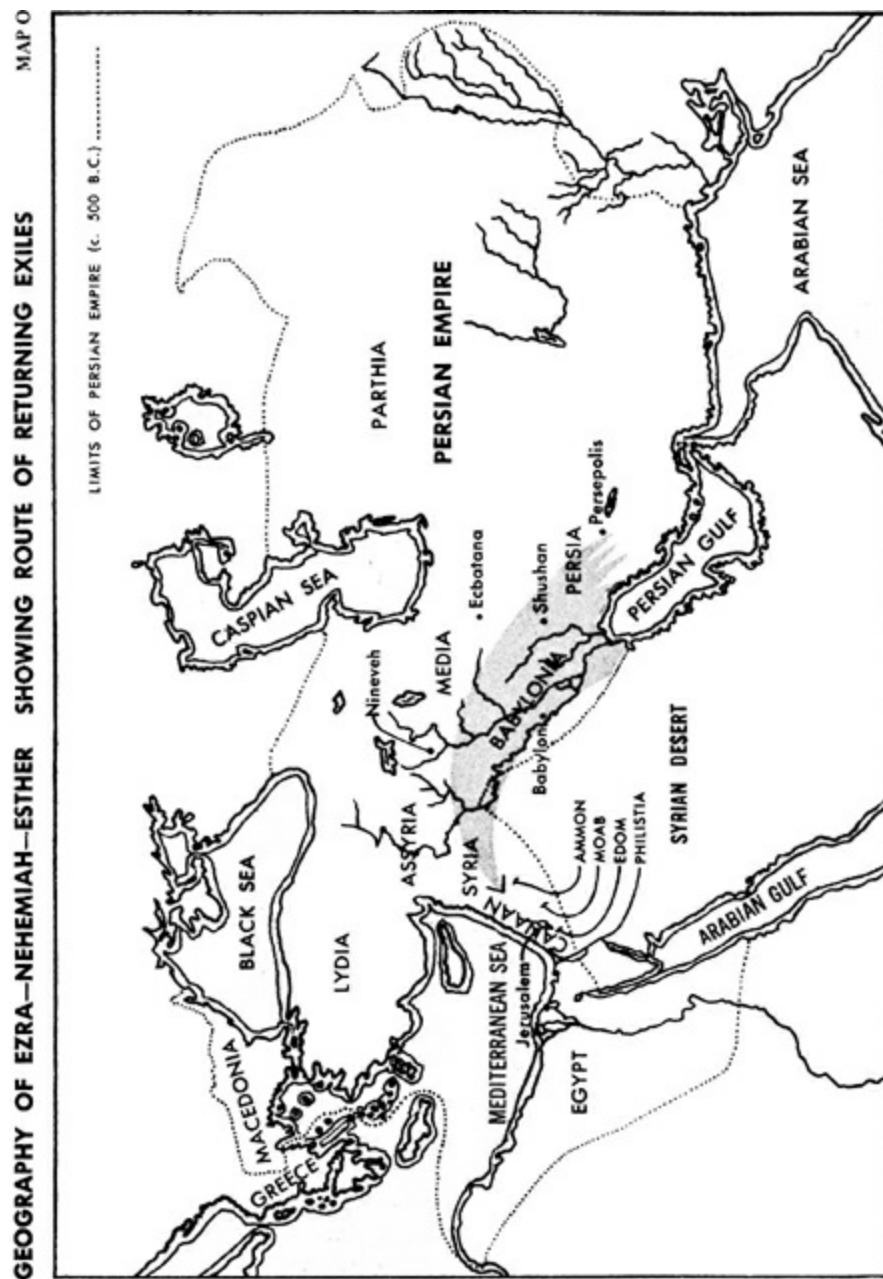 MAP O
GEOGRAPHY OF EZRA—NEHEMIAH—ESTHER SHOWING ROUTE OF RETURNING EXILES
LIMITS OF PERSIAN EMPIRE (c. 500 B.C.) ..............
MACEDONIA
GREECE
BLACK SEA
LYDIA
CASPIAN SEA
PARTHIA
PERSIAN EMPIRE
Nineveh
MEDIA
Ecbatana
ASSYRIA
SYRIA
BABYLONIA
Babylon
Shushan
PERSIA
Persepolis
MEDITERRANEAN SEA
CANAAN
Jerusalem
AMMON
MOAB
EDOM
PHILISTIA
EGYPT
SYRIAN DESERT
PERSIAN GULF
ARABIAN GULF
ARABIAN SEA